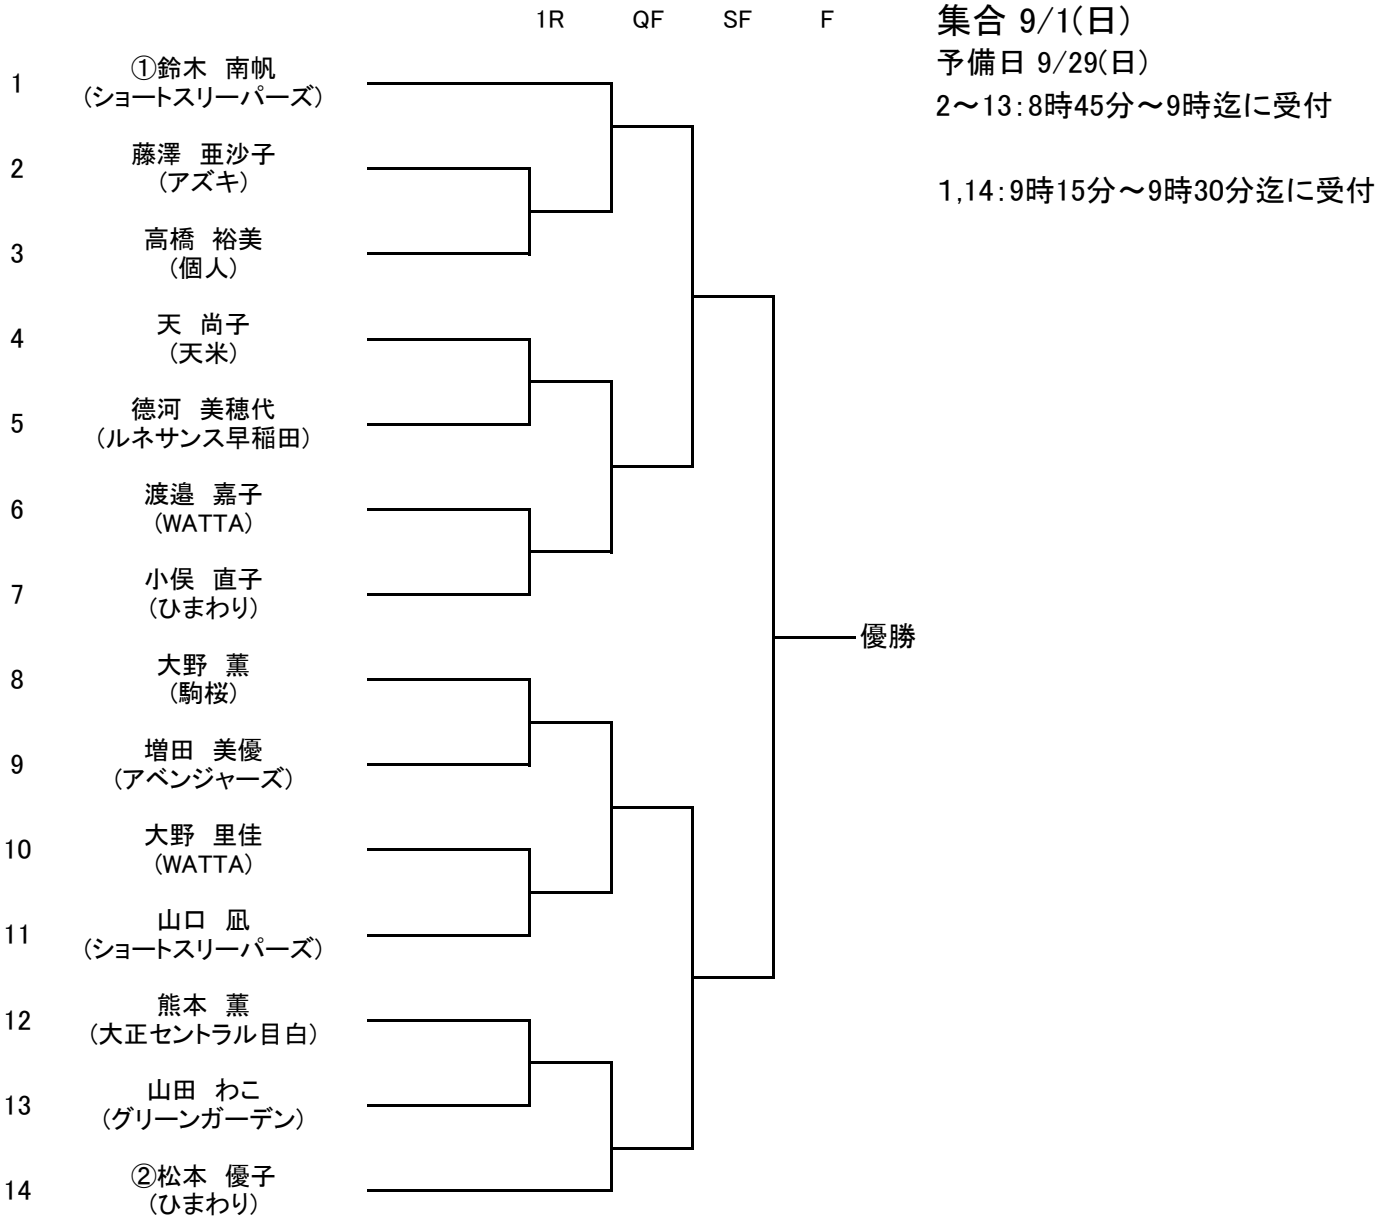 1R QF SF F
集合 9/1(日)
予備日 9/29(日)
2～13：8時45分～9時迄に受付
1,14：9時15分～9時30分迄に受付
1
①鈴木　南帆
(ショートスリーパーズ)
2
藤澤　亜沙子
(アズキ)
3
高橋　裕美
(個人)
4
天　尚子
(天米)
5
德河　美穂代
(ルネサンス早稲田)
6
渡邉　嘉子
(WATTA)
7
小俣　直子
(ひまわり)
優勝
8
大野　薫
(駒桜)
9
増田　美優
(アベンジャーズ)
10
大野　里佳
(WATTA)
11
山口　凪
(ショートスリーパーズ)
12
熊本　薫
(大正セントラル目白)
13
山田　わこ
(グリーンガーデン)
14
②松本　優子
(ひまわり)